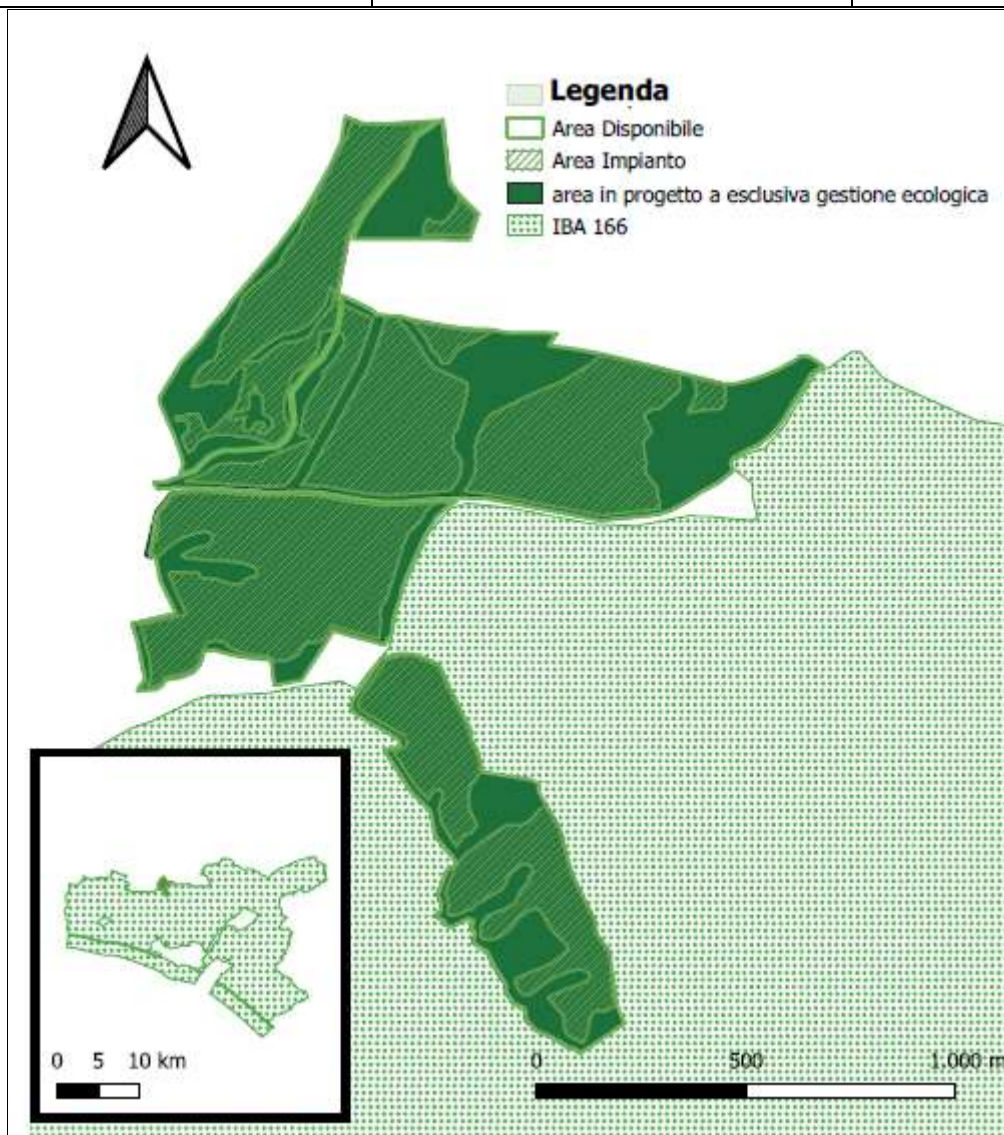 Legenda
Area Disponibile
Area Impianto
area in progetto a esclusiva gestione ecologica
IBA 166
0 5 10 km
0 500 1.000 m